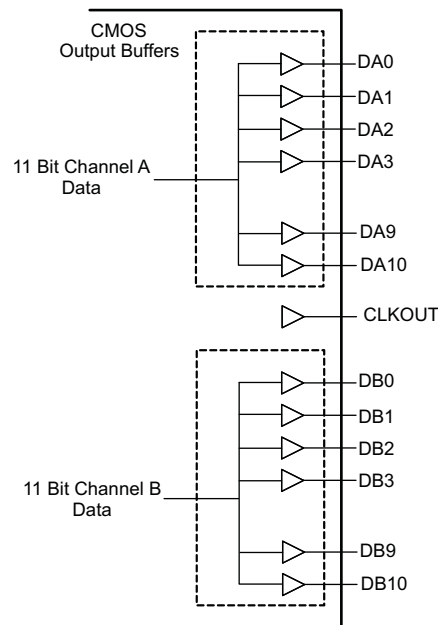 CMOS
Output Buffers
DA0
DA1
DA2
DA3
11 Bit Channel A
Data
DA9
DA10
CLKOUT
DB0
DB1
DB2
DB3
11 Bit Channel B
Data
DB9
DB10